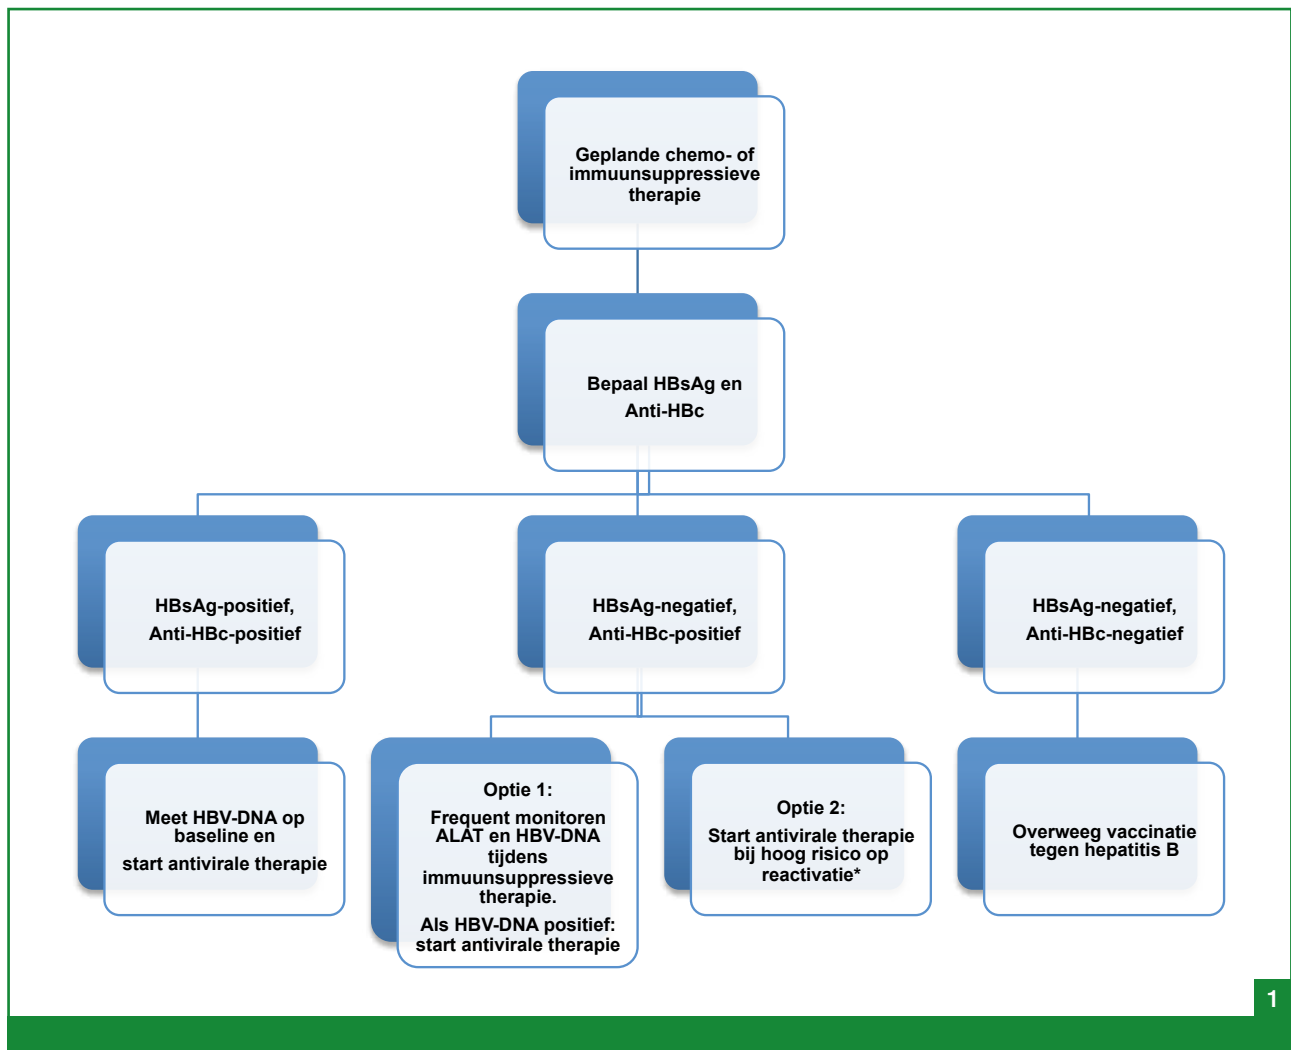 Geplande chemo- of
immuunsuppressieve
therapie
Bepaal HBsAg en
Anti-HBc
HBsAg-positief,
Anti-HBc-positief
HBsAg-negatief,
Anti-HBc-positief
HBsAg-negatief,
Anti-HBc-negatief
Meet HBV-DNA op
baseline en
start antivirale therapie
Optie 1:
Frequent monitoren
ALAT en HBV-DNA
tijdens
immuunsuppressieve
therapie.
Als HBV-DNA positief:
start antivirale therapie
Optie 2:
Start antivirale therapie
bij hoog risico op
reactivatie*
Overweeg vaccinatie
tegen hepatitis B
1